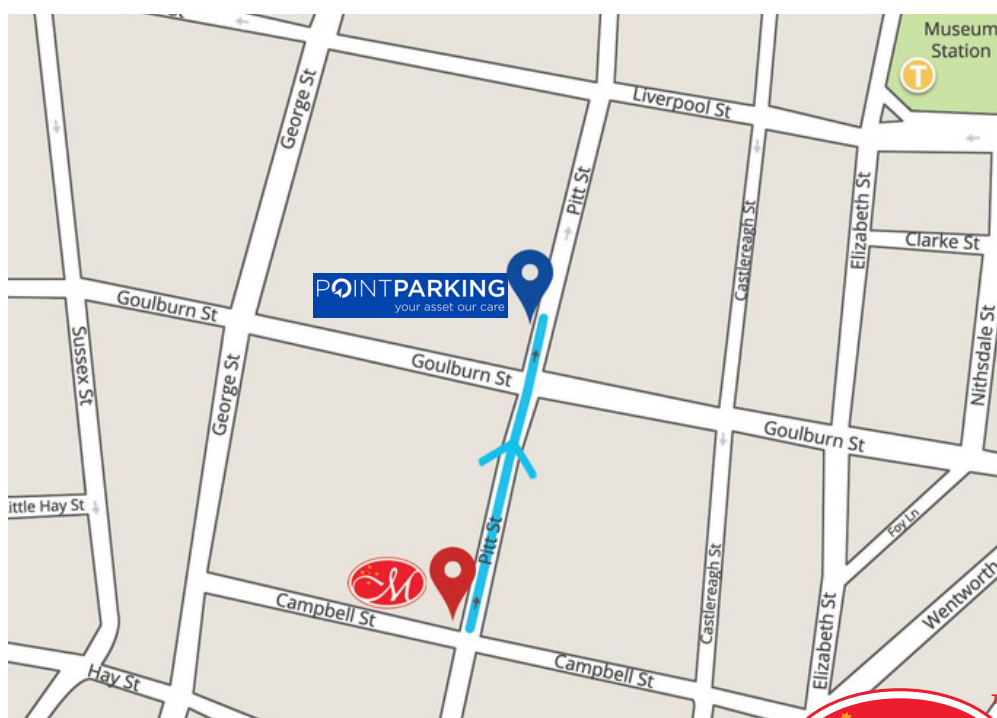 Museum
Station
T
George St
Liverpool St
Pitt St
Castlereagh St
Elizabeth St
Clarke St
POINTPARKING
your asset our care
Goulburn St
Sussex St
George St
Goulburn St
Nithsdale St
Goulburn St
ittle Hay St
Pitt St
Foy Ln
M
Campbell St
Castlereagh St
Elizabeth St
Wentworth
Campbell St
Hay St